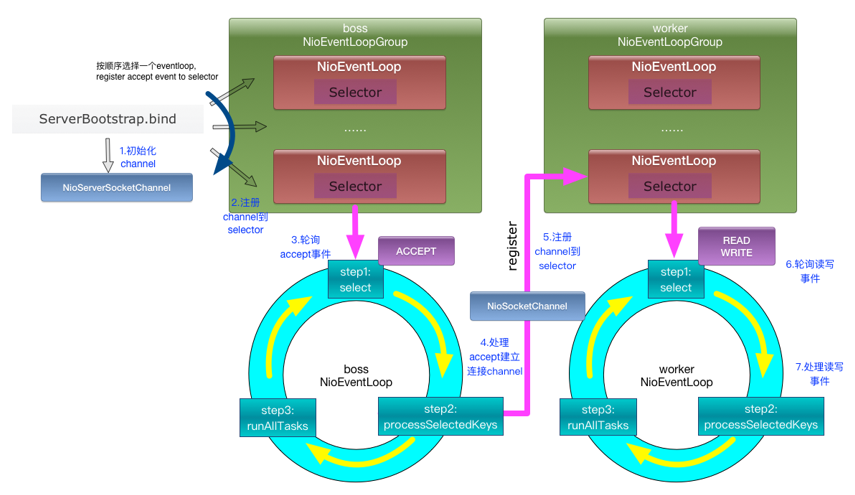 boss
NioEventLoopGroup
worker
NioEventLoopGroup
按顺序选择一个eventloop,
register accept event to selector
NioEventLoop
Selector
NioEventLoop
Selector
ServerBootstrap.bind
......
......
1.初始化
channel
NioEventLoop
Selector
NioEventLoop
Selector
NioServerSocketChannel
2.注册
channel到
selector
3.轮询
accept事件
ACCEPT
register
5.注册
channel到
selector
READ
WRITE
6.轮询读写
事件
step1:
select
step1:
select
NioSocketChannel
4.处理
accept建立
连接channel
boss
NioEventLoop
worker
NioEventLoop
7.处理读写
事件
step3:
runAllTasks
step2:
processSelectedKeys
step3:
runAllTasks
step2:
processSelectedKeys